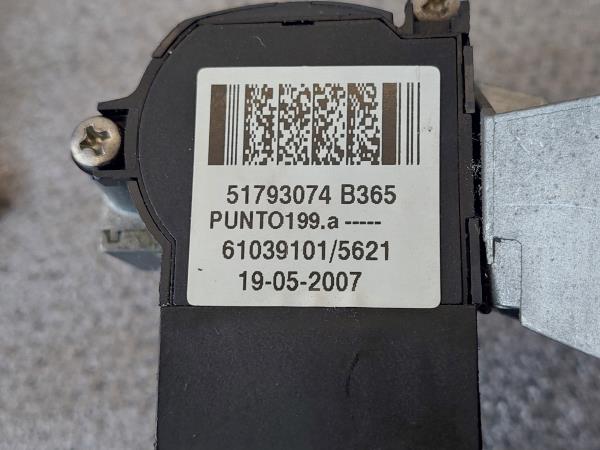 51793074 B365
PUNTO199.a -----
61039101/5621
19-05-2007